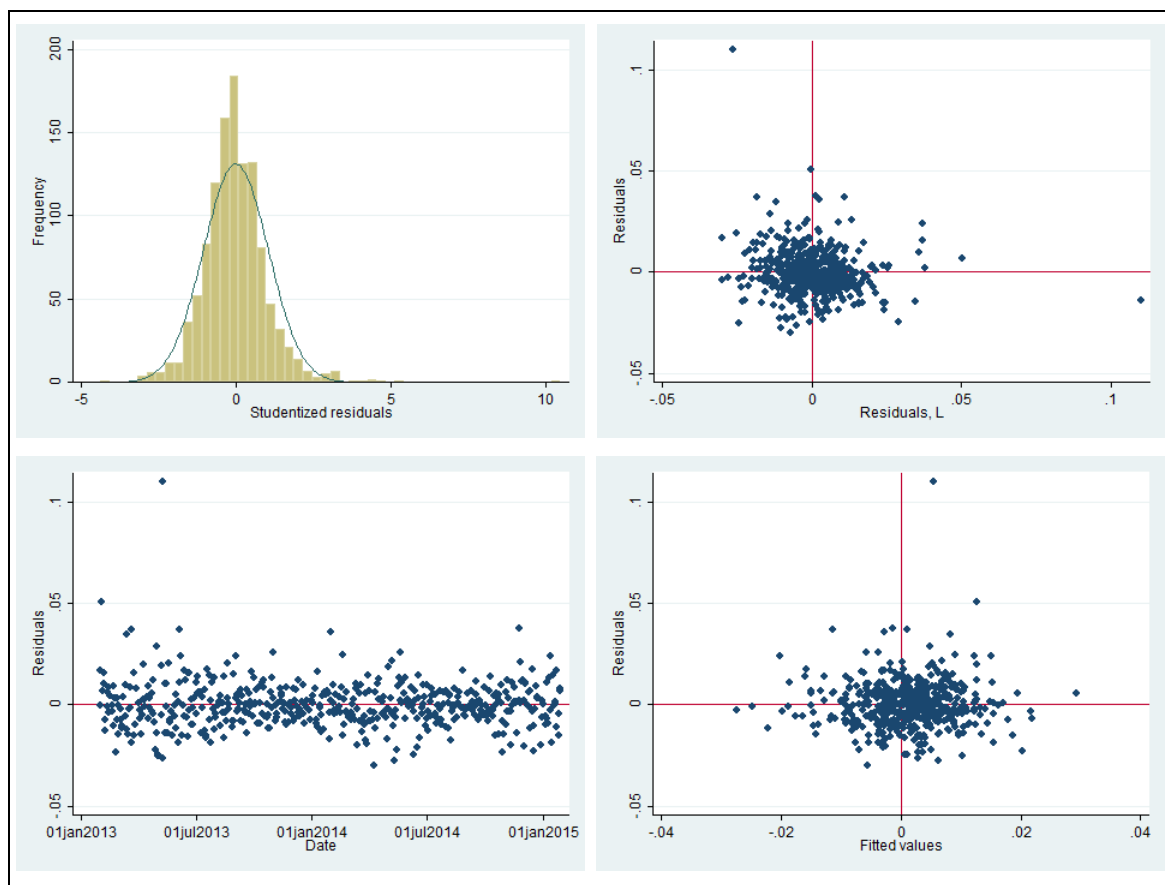 200
150
100
50
0
Frequency
-5
0
5
10
Studentized residuals
.1
.05
0
-.05
Residuals
-.05
0
.05
.1
Residuals, L
.1
.05
0
-.05
Residuals
01jan2013
01jul2013
01jan2014
01jul2014
01jan2015
Date
.1
.05
0
-.05
Residuals
-.04
-.02
0
.02
.04
Fitted values